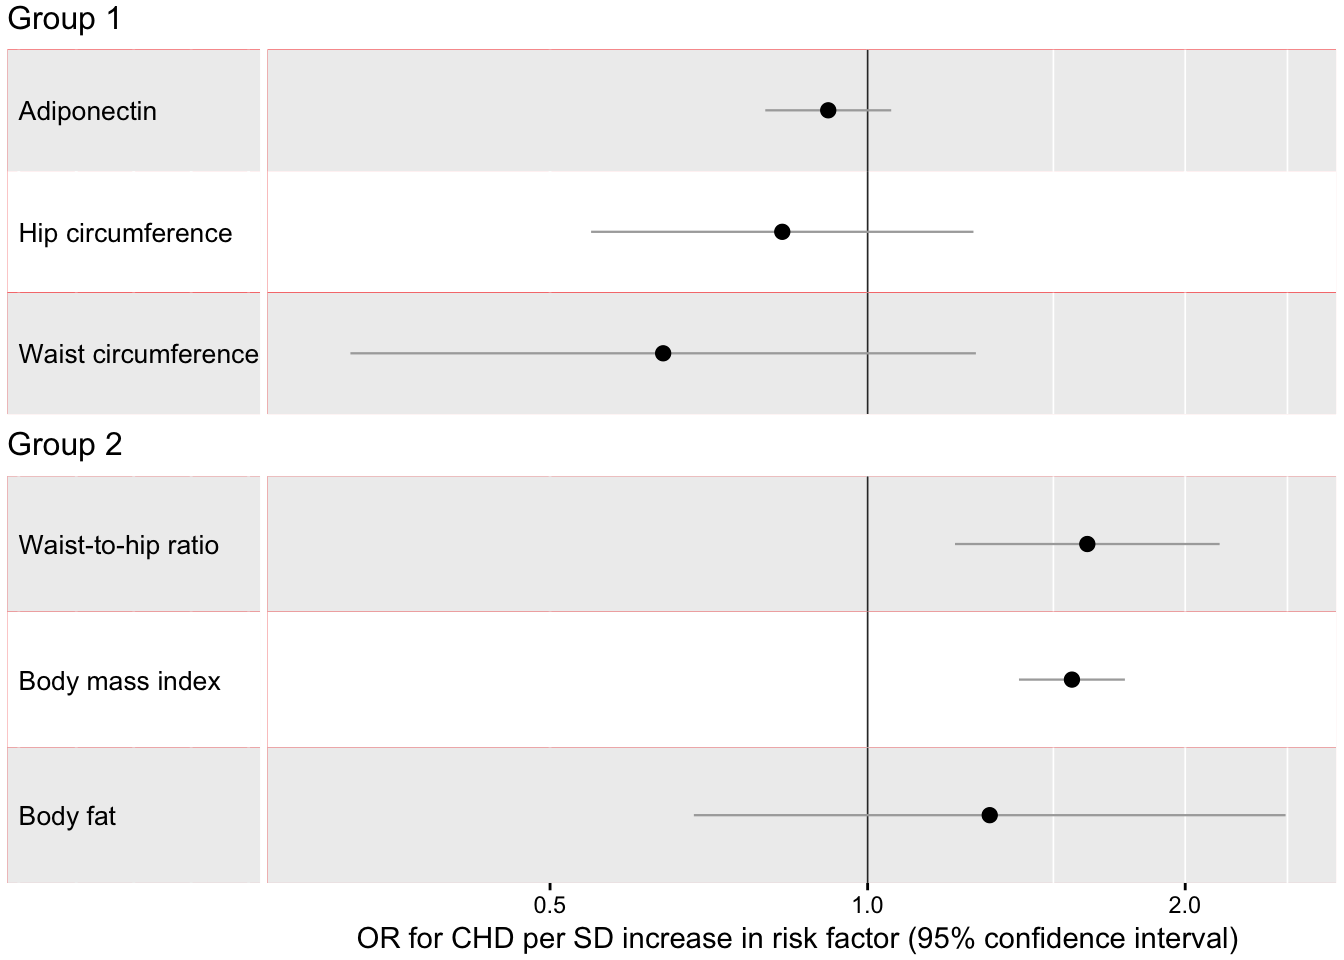 Group 1
Adiponectin
Hip circumference
Waist circumference
Group 2
Waist-to-hip ratio
Body mass index
Body fat
0.5 1.0 2.0
OR for CHD per SD increase in risk factor (95% confidence interval)